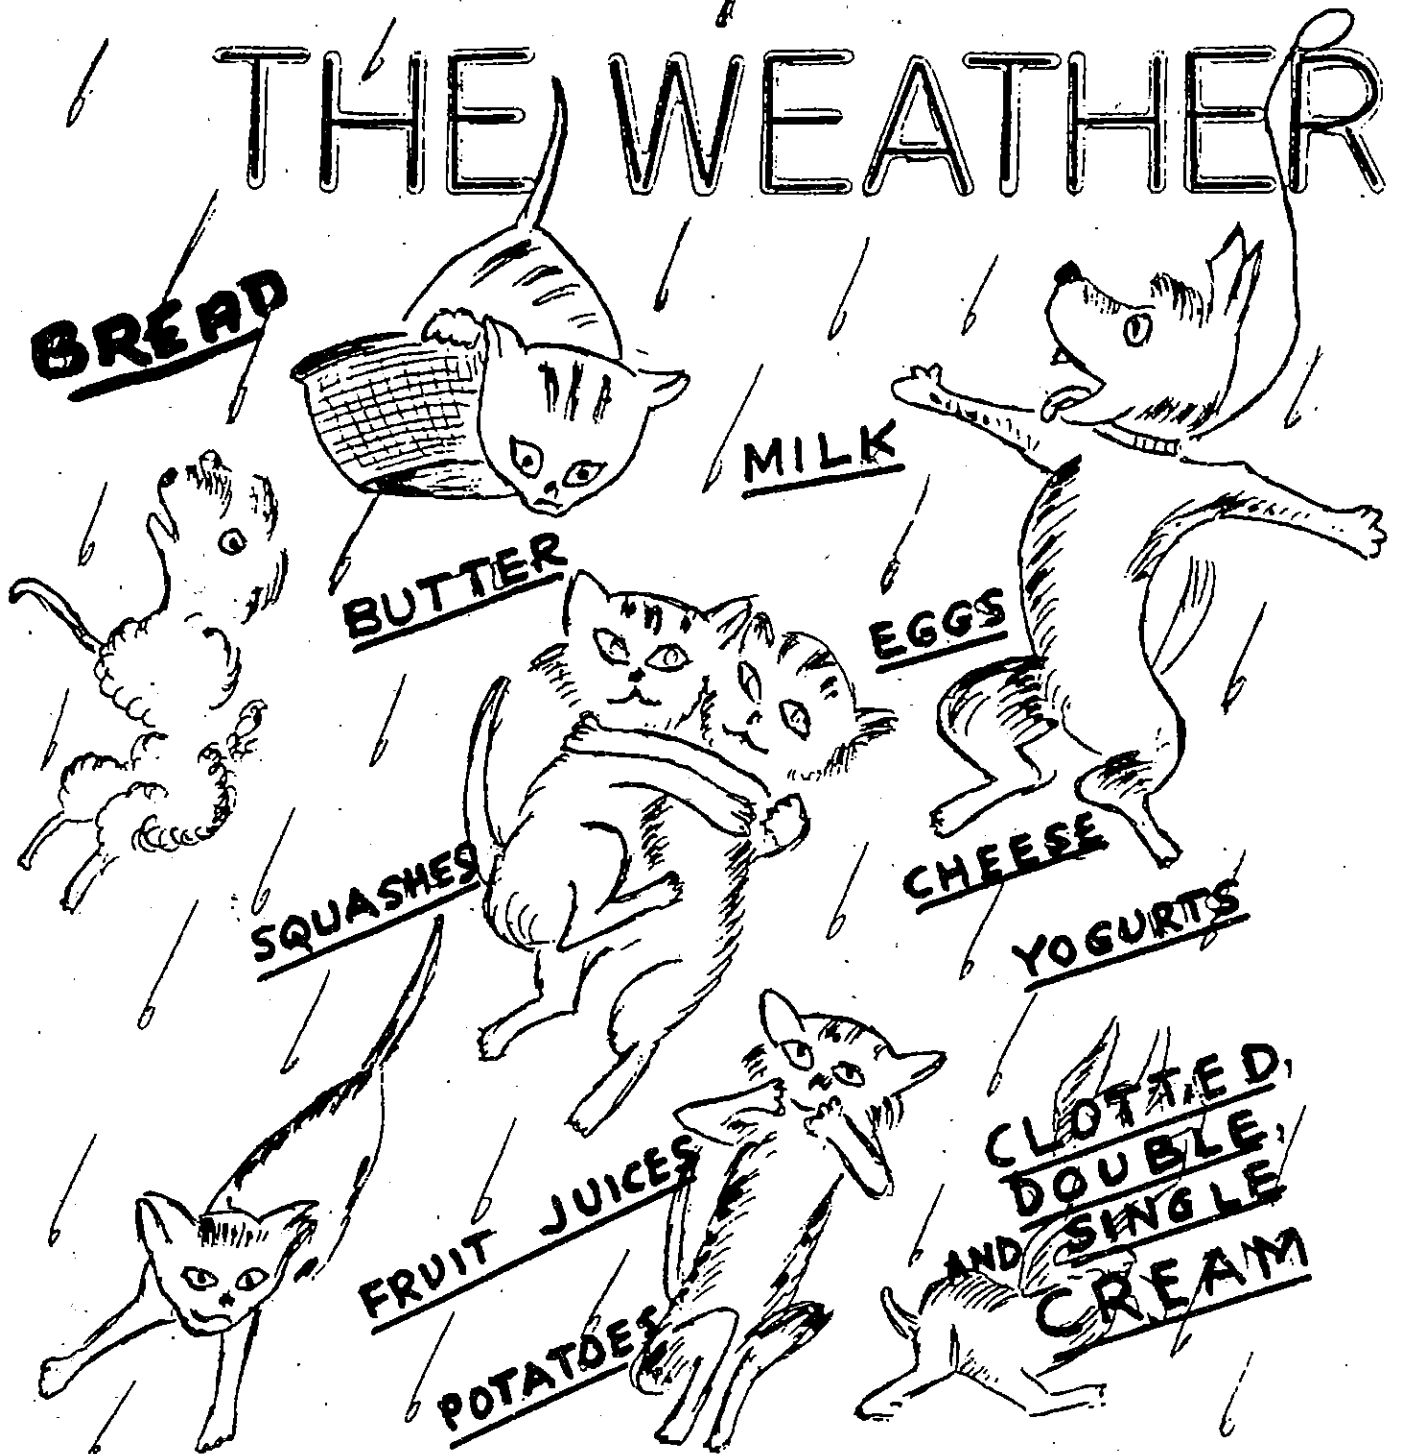 THE WEATHER
BREAD
MILK
BUTTER
EGGS
SQUASHES
CHEESE
YOGURTS
FRUIT JUICES
CLOTTED,
DOUBLE,
AND SINGLE
CREAM
POTATOES